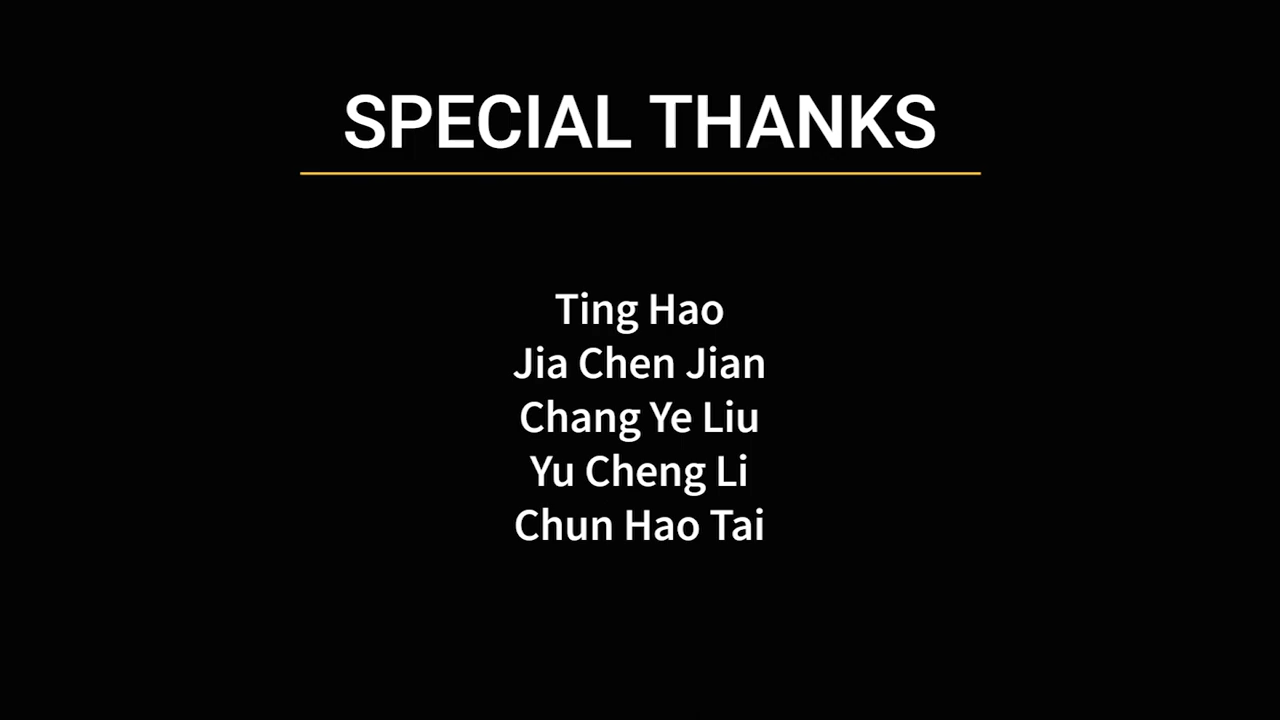 SPECIAL THANKS
Ting Hao
Jia Chen Jian
Chang Ye Liu
Yu Cheng Li
Chun Hao Tai